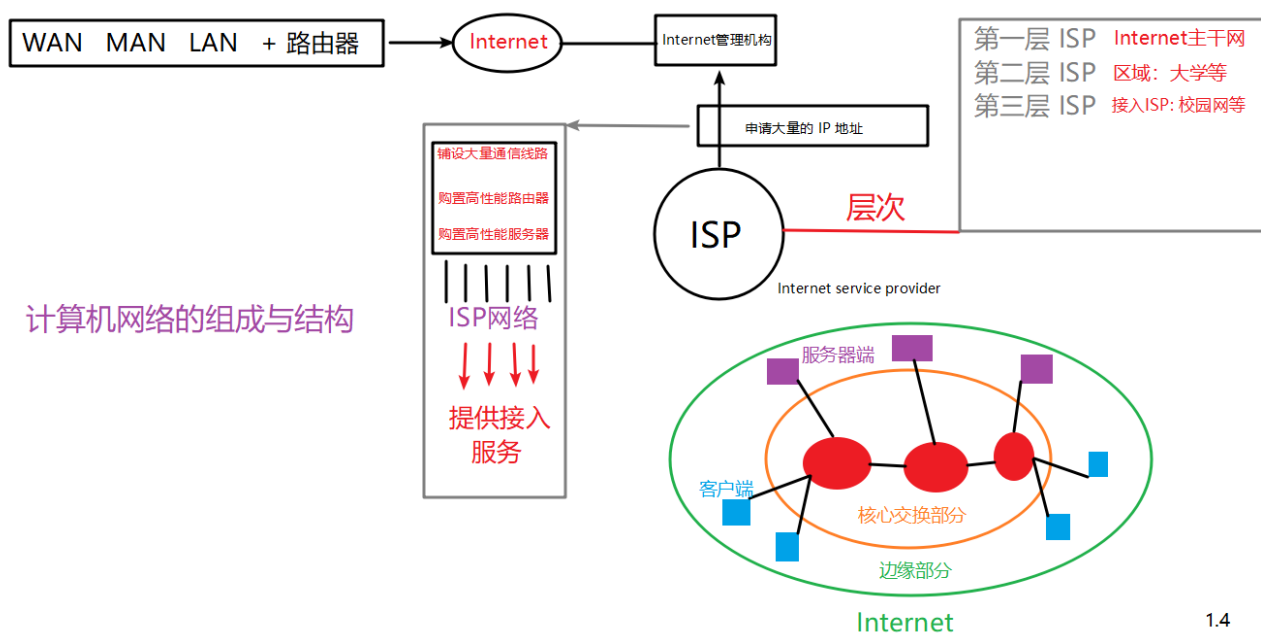 WAN MAN LAN + 路由器
Internet
Internet管理机构
第一层 ISP Internet主干网
第二层 ISP 区域：大学等
第三层 ISP 接入ISP: 校园网等
申请大量的 IP 地址
铺设大量通信线路
购置高性能路由器
购置高性能服务器
ISP
层次
Internet service provider
计算机网络的组成与结构
ISP网络
提供接入
服务
服务器端
客户端
核心交换部分
边缘部分
Internet
1.4